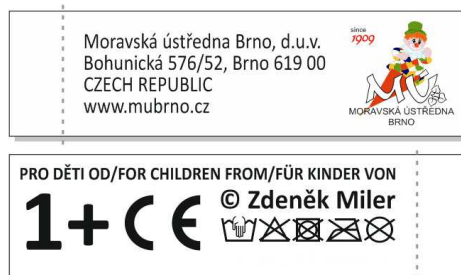 Moravská ústředna Brno, d.u.v.
Bohunická 576/52, Brno 619 00
CZECH REPUBLIC
www.mubrno.cz
since
1909
MU
MORAVSKÁ ÚSTŘEDNA
BRNO
PRO DĚTI OD/FOR CHILDREN FROM/FÜR KINDER VON
1+ CE
© Zdeněk Miler